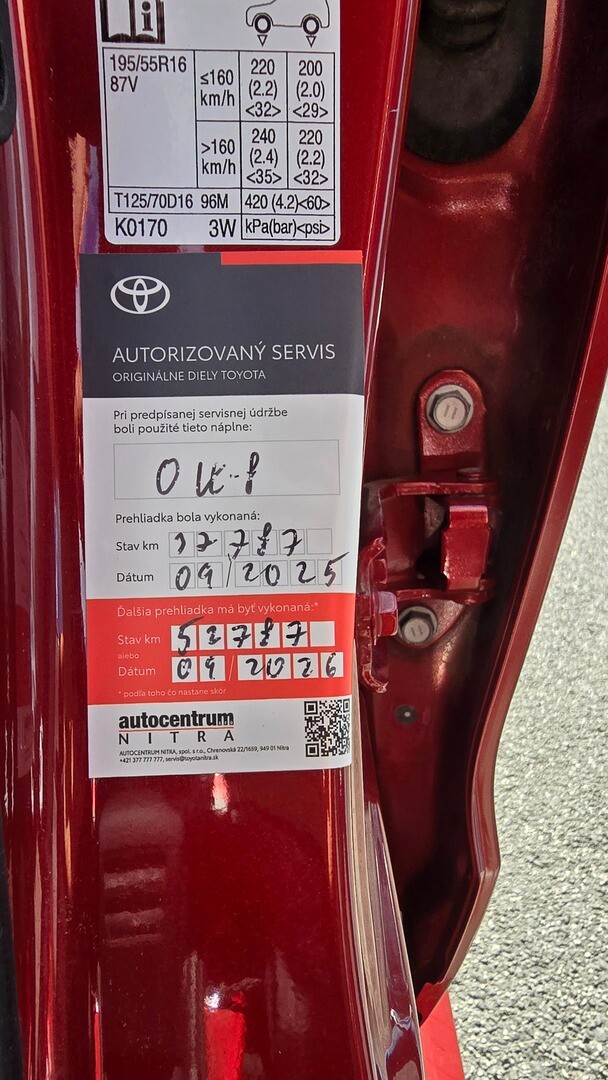 195/55R16
87V
≤160
km/h
220
(2.2)
<32>
200
(2.0)
<29>
>160
km/h
240
(2.4)
<35>
220
(2.2)
<32>
T125/70D16 96M
420 (4.2)<60>
K0170 3W
kPa(bar)<psi>
AUTORIZOVANÝ SERVIS
ORIGINÁLNE DIELY TOYOTA
Pri predpísanej servisnej údržbe
boli použité tieto náplne:
Prehliadka bola vykonaná:
Stav km 37787
Dátum 09/2025
Ďalšia prehliadka má byť vykonaná:*
Stav km 52787
alebo
Dátum 09/2026
* podľa toho čo nastane skôr
autocentrum
NITRA
AUTOCENTRUM NITRA, spol. s r.o., Chrenovská 22/1659, 949 01 Nitra
+421 377 777 777, servis@toyotanitra.sk